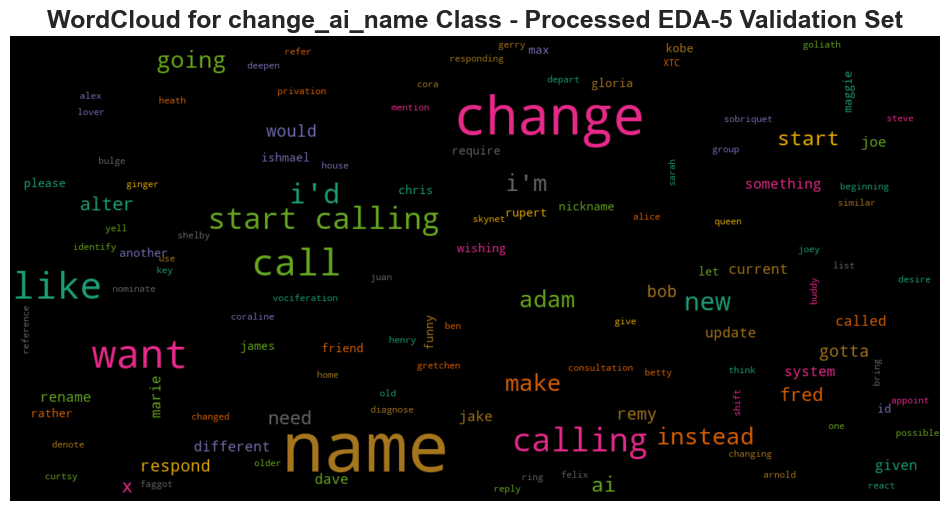 WordCloud for change_ai_name Class - Processed EDA-5 Validation Set
gerry
max
kobe
goliath
refer
going
deepen
responding
XTC
cora
depart
gloria
maggie
privation
alex
heath
lover
mention
change
sobriquet
steve
would
start
joe
require
group
bulge
ishmael
house
sarah
please
ginger
i'd
chris
i'm
something
beginning
alter
nickname
similar
start calling
skynet
rupert
alice
queen
yell
shelby
identify
another
use
wishing
joey
call
key
juan
let
current
list
desire
like
nominate
vociferation
adam
bob
new
buddy
coraline
give
called
reference
funny
ben
update
james
friend
henry
gotta
want
gretchen
consultation
betty
think
system
bring
home
rename
marie
old
make
shift
fred
appoint
rather
changed
need
diagnose
jake
remy
id
one
possible
denote
different
name
calling
instead
changing
respond
older
given
curtsy
x
faggot
dave
ring
felix
reply
ai
arnold
react